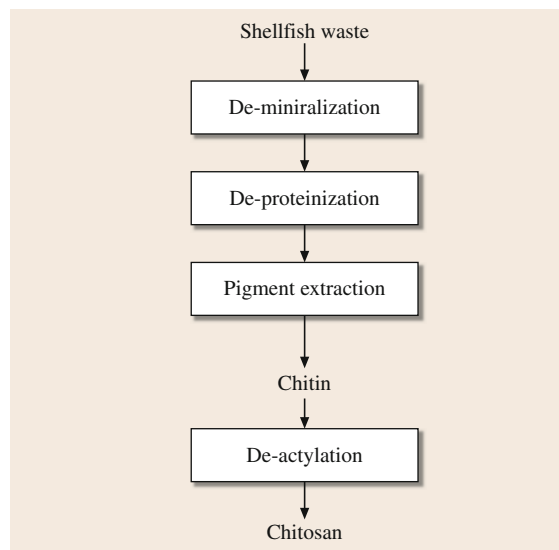 Shellfish waste
De-miniralization
De-proteinization
Pigment extraction
Chitin
De-actylation
Chitosan